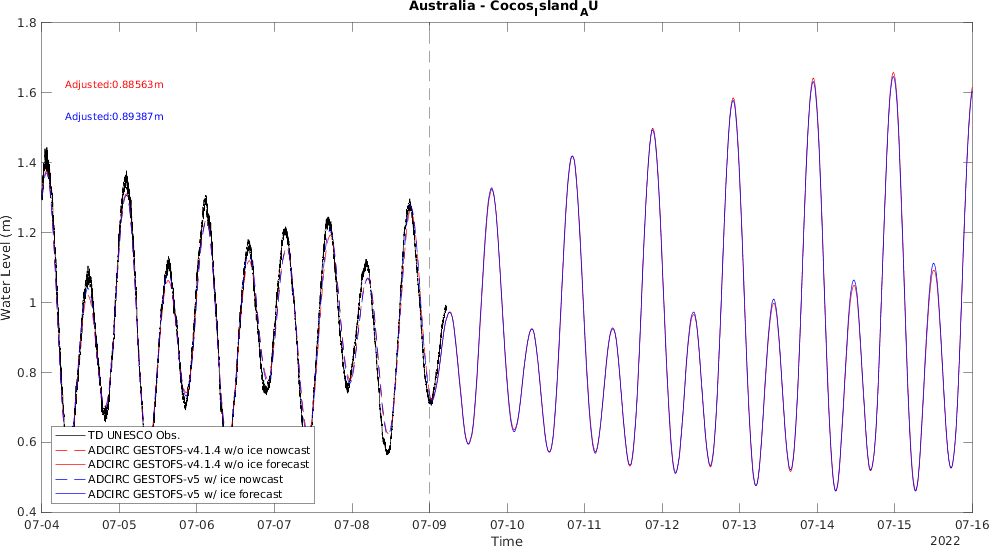 Australia - CocosIslandAU
1.8
1.6
1.4
1.2
1
0.8
0.6
0.4
Water Level (m)
Adjusted:0.88563m
Adjusted:0.89387m
TD UNESCO Obs.
ADCIRC GESTOFS-v4.1.4 w/o ice nowcast
ADCIRC GESTOFS-v4.1.4 w/o ice forecast
ADCIRC GESTOFS-v5 w/ ice nowcast
ADCIRC GESTOFS-v5 w/ ice forecast
07-04 07-05 07-06 07-07 07-08 07-09 07-10 07-11 07-12 07-13 07-14 07-15 07-16
Time
2022